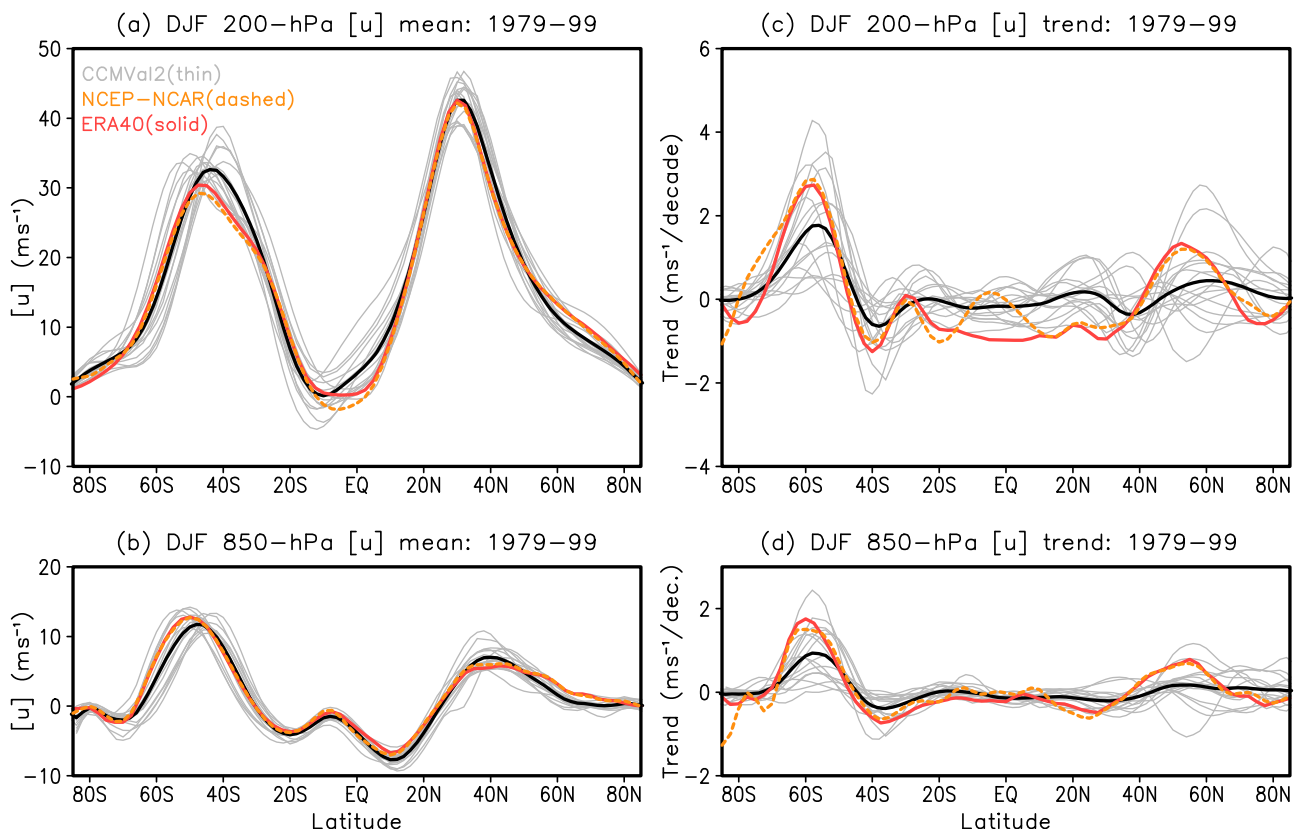 (a) DJF 200-hPa [u] mean: 1979-99
50
40
30
20
10
0
-10
[u] (ms⁻¹)
CCMVal2(thin)
NCEP-NCAR(dashed)
ERA40(solid)
80S 60S 40S 20S EQ 20N 40N 60N 80N
(c) DJF 200-hPa [u] trend: 1979-99
6
4
2
0
-2
-4
Trend (ms⁻¹/decade)
80S 60S 40S 20S EQ 20N 40N 60N 80N
(b) DJF 850-hPa [u] mean: 1979-99
20
10
0
-10
[u] (ms⁻¹)
80S 60S 40S 20S EQ 20N 40N 60N 80N
Latitude
(d) DJF 850-hPa [u] trend: 1979-99
2
0
-2
Trend (ms⁻¹/dec.)
80S 60S 40S 20S EQ 20N 40N 60N 80N
Latitude